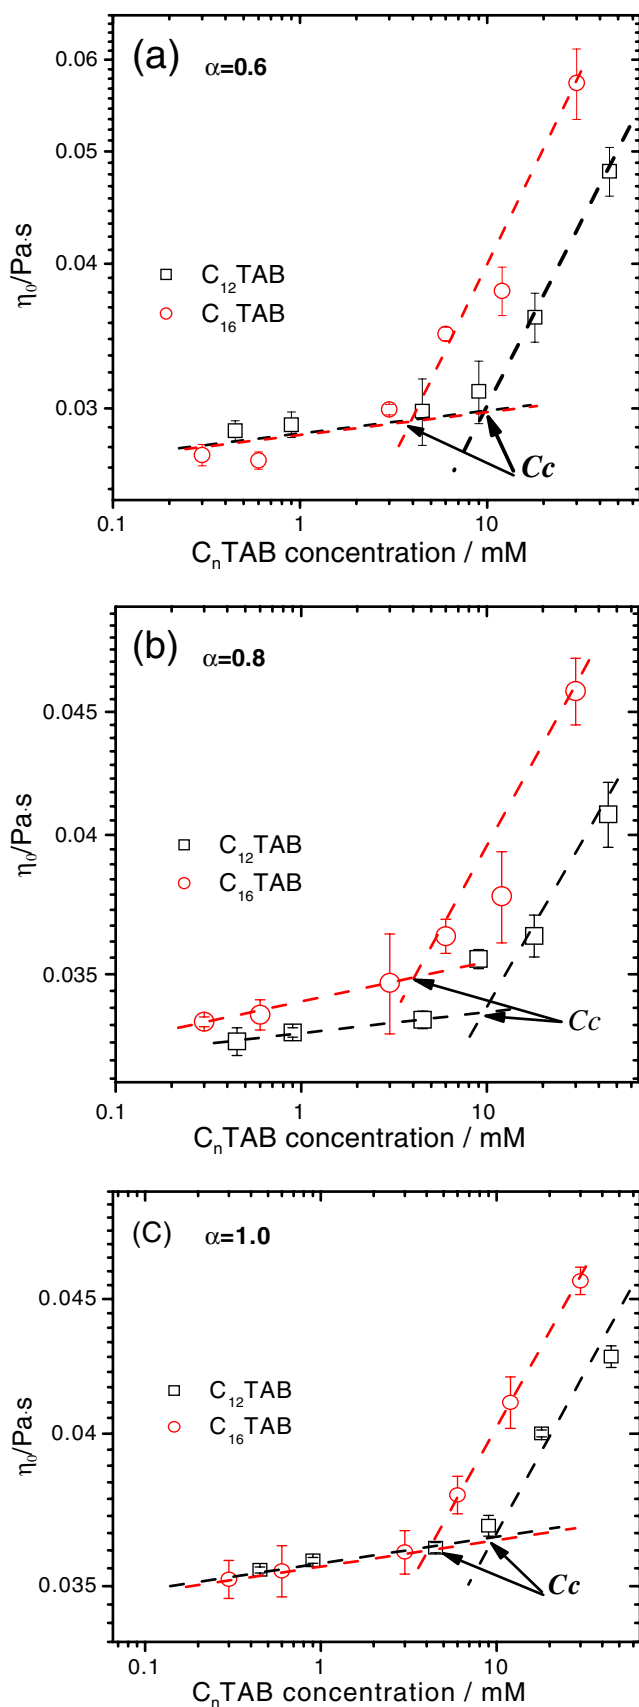 (a) α=0.6
0.06
0.05
0.04
0.03
η₀/Pa·s
C₁₂TAB
C₁₆TAB
Cc
0.1 1 10
CₙTAB concentration / mM
(b) α=0.8
0.045
0.04
0.035
η₀/Pa·s
C₁₂TAB
C₁₆TAB
Cc
0.1 1 10
CₙTAB concentration / mM
(C) α=1.0
0.045
0.04
0.035
η₀/Pa·s
C₁₂TAB
C₁₆TAB
Cc
0.1 1 10
CₙTAB concentration / mM